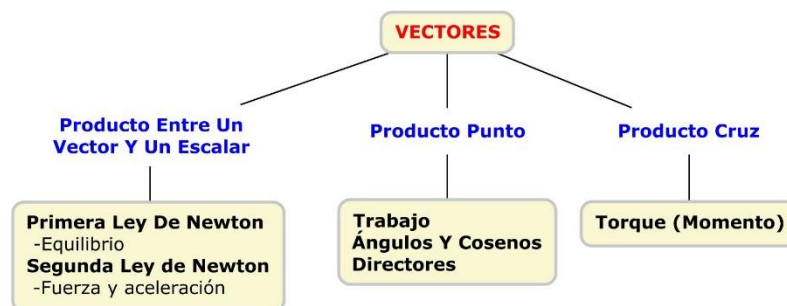 VECTORES
Producto Entre Un
Vector Y Un Escalar
Producto Punto
Producto Cruz
Primera Ley De Newton
-Equilibrio
Segunda Ley de Newton
-Fuerza y aceleración
Trabajo
Ángulos Y Cosenos
Directores
Torque (Momento)